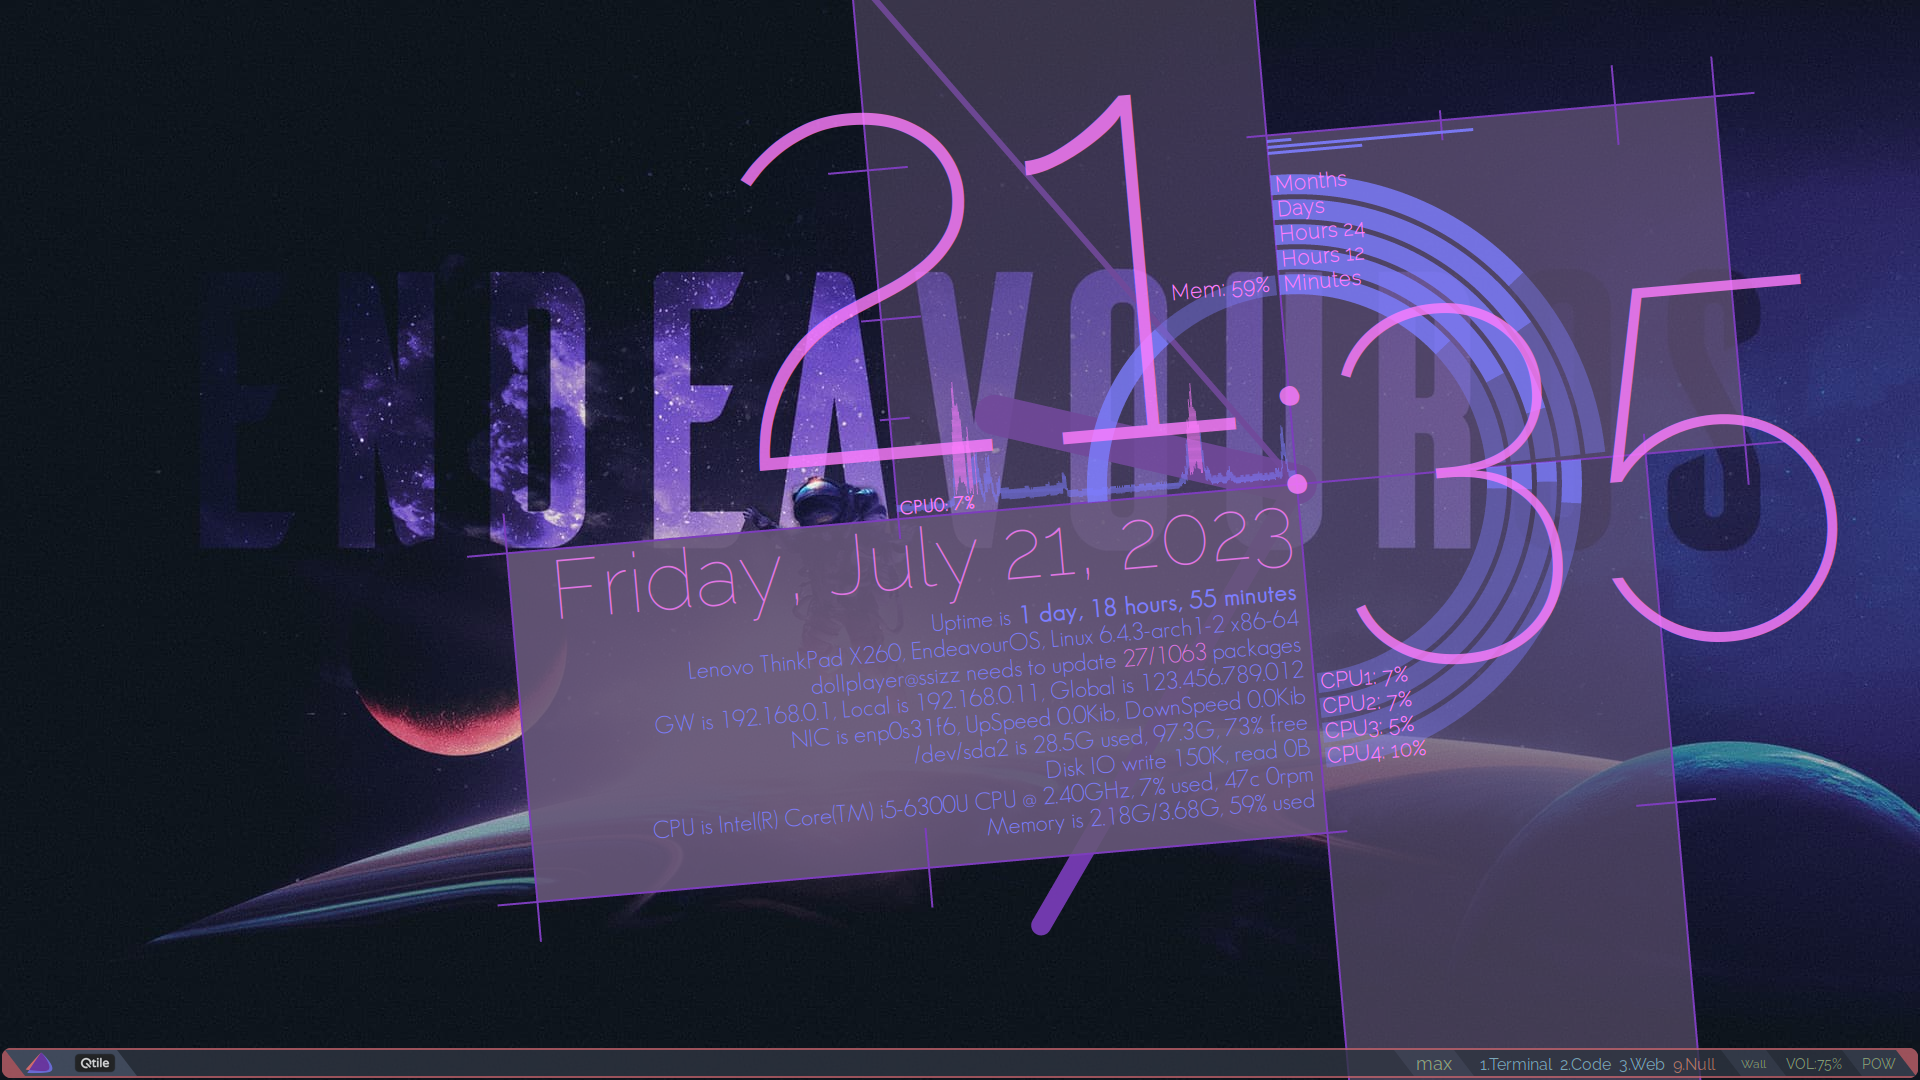 ENDEAVOUROS
21:35
Months
Days
Hours 24
Hours 12
Minutes
Mem: 59%
CPU0: 7%
Friday, July 21, 2023
Uptime is 1 day, 18 hours, 55 minutes
Lenovo ThinkPad X260, EndeavourOS, Linux 6.4.3-arch1-2 x86-64
dollplayer@ssizz needs to update 27/1063 packages
GW is 192.168.0.1, Local is 192.168.0.11, Global is 123.456.789.012
NIC is enp0s31f6, UpSpeed 0.0Kib, DownSpeed 0.0Kib
/dev/sda2 is 28.5G used, 97.3G, 73% free
Disk IO write 150K, read 0B
CPU is Intel(R) Core(TM) i5-6300U CPU @ 2.40GHz, 7% used, 47c 0rpm
Memory is 2.18G/3.68G, 59% used
CPU1: 7%
CPU2: 7%
CPU3: 5%
CPU4: 10%
Qtile
max 1.Terminal 2.Code 3.Web 9.Null Wall VOL:75% POW